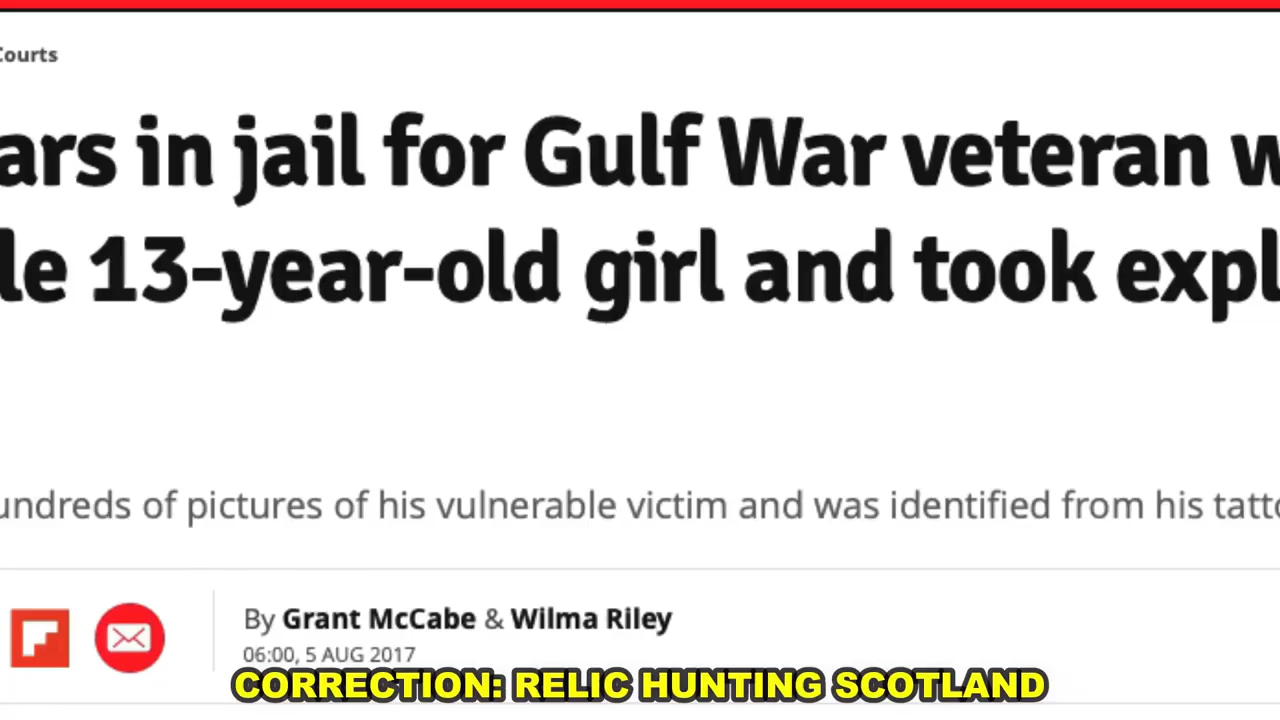 Courts
ars in jail for Gulf War veteran w
le 13-year-old girl and took expl
undreds of pictures of his vulnerable victim and was identified from his tatto
By Grant McCabe & Wilma Riley
06:00, 5 AUG 2017
CORRECTION: RELIC HUNTING SCOTLAND